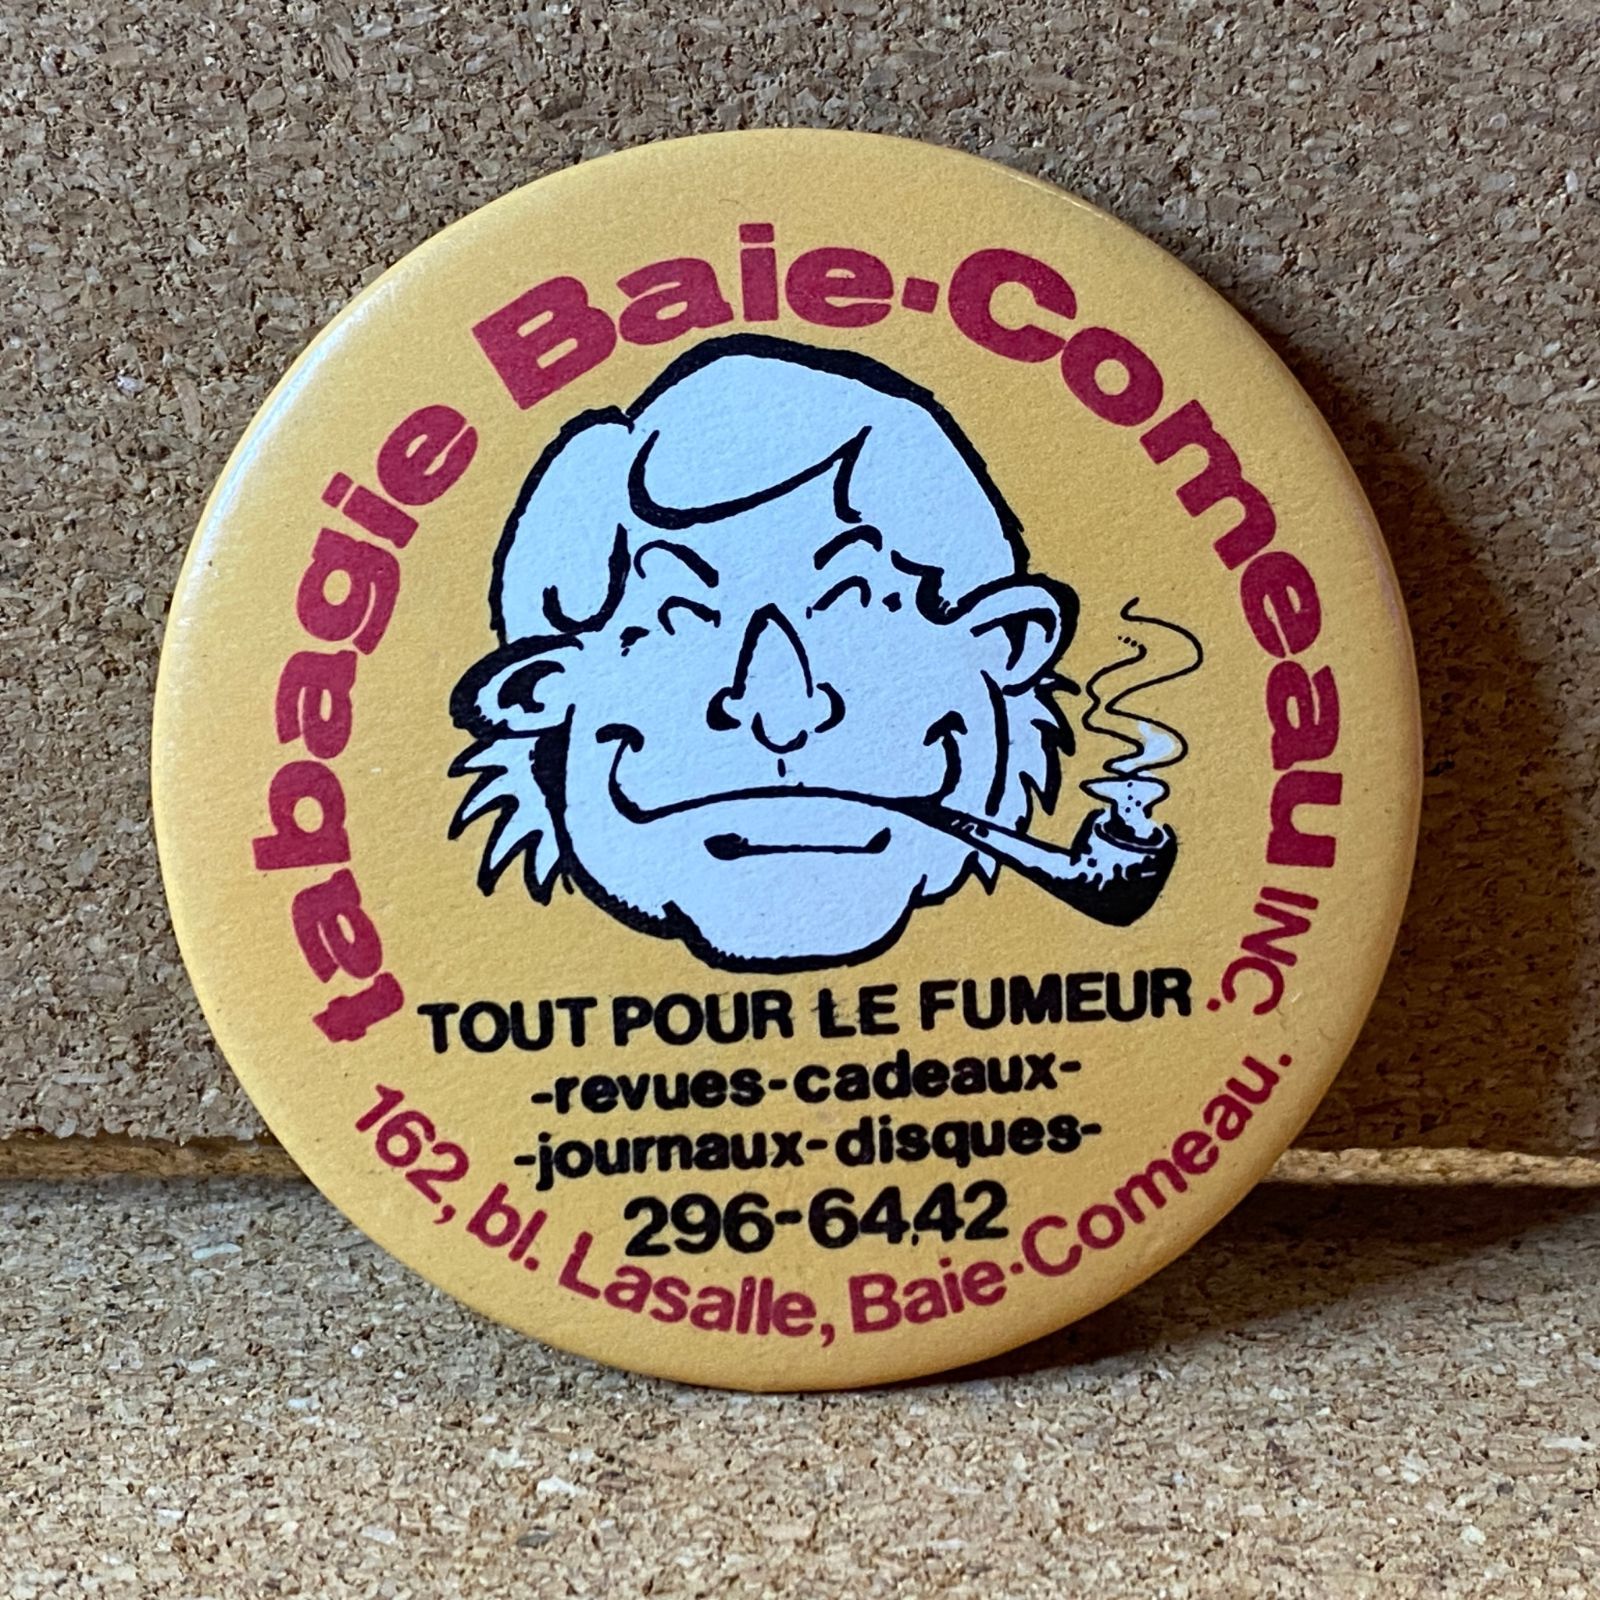 tabagie Baie-Comeau INC.
TOUT POUR LE FUMEUR
-revues-cadeaux-
-journaux-disques-
296-6442
162, bl. Lasalle, Baie-Comeau.